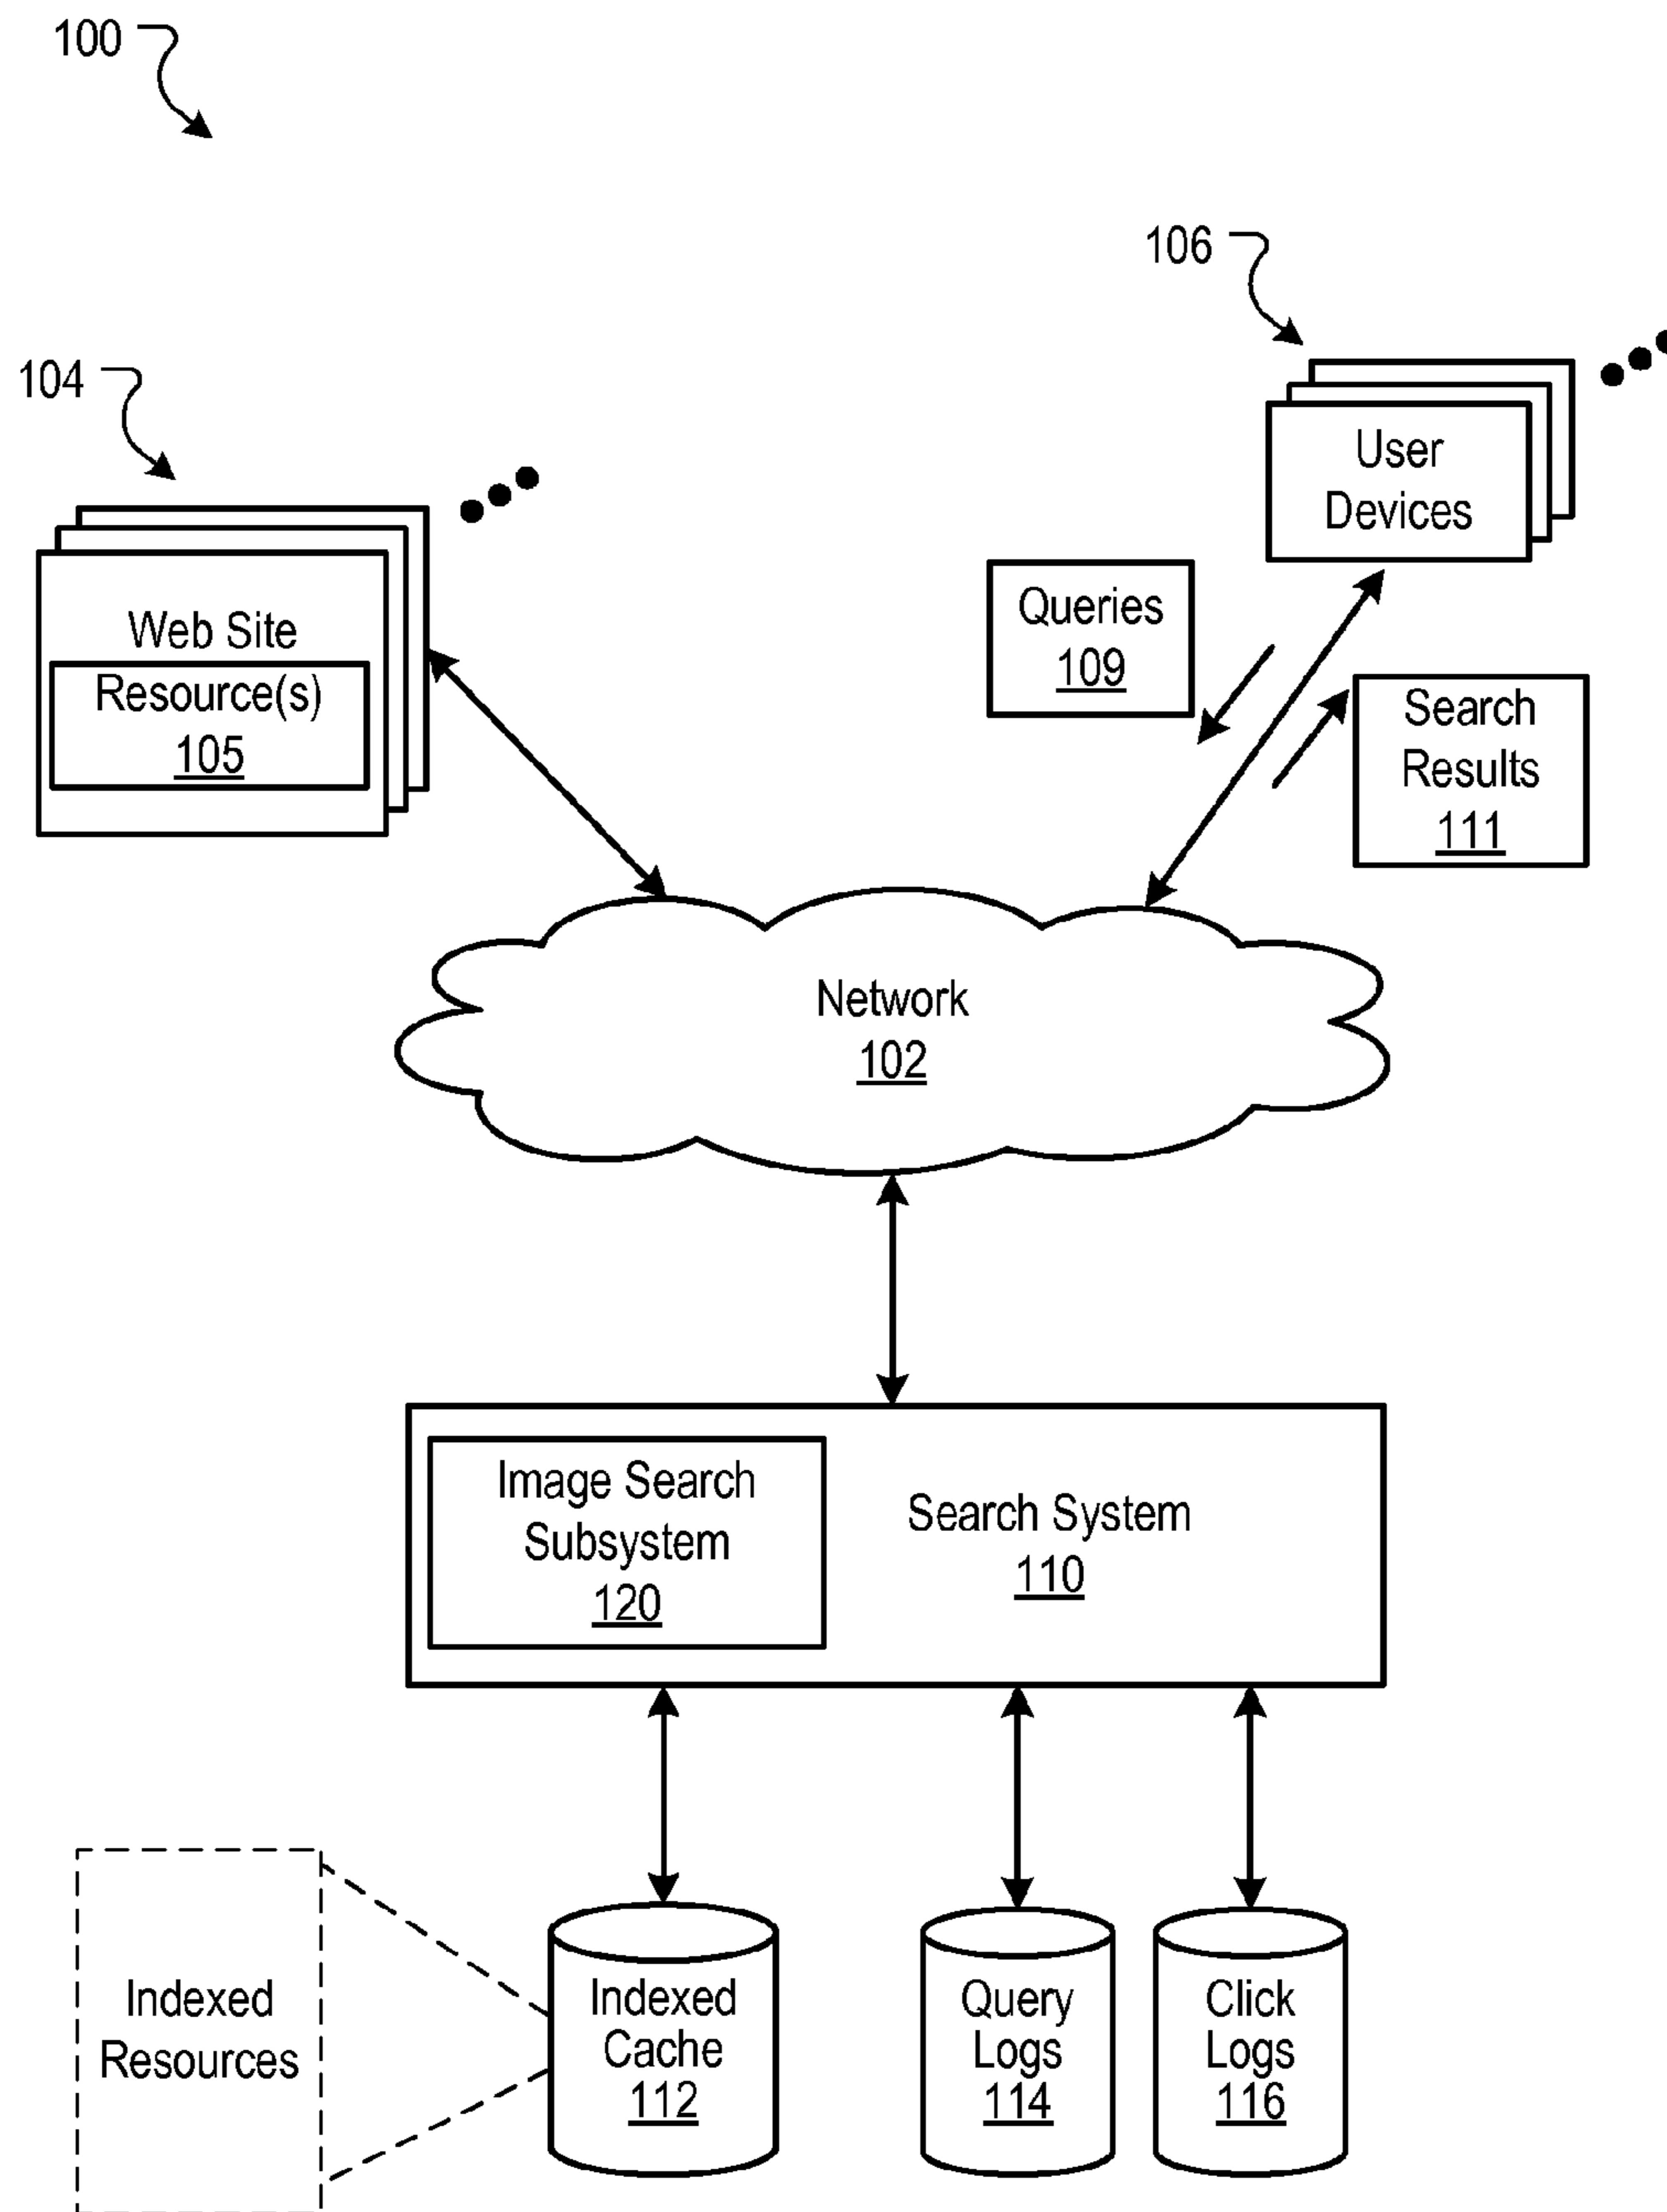 100
106
104
User
Devices
Queries
109
Web Site
Resource(s)
105
Search
Results
111
Network
102
Image Search
Subsystem
120
Search System
110
Indexed
Resources
Indexed
Cache
112
Query
Logs
114
Click
Logs
116